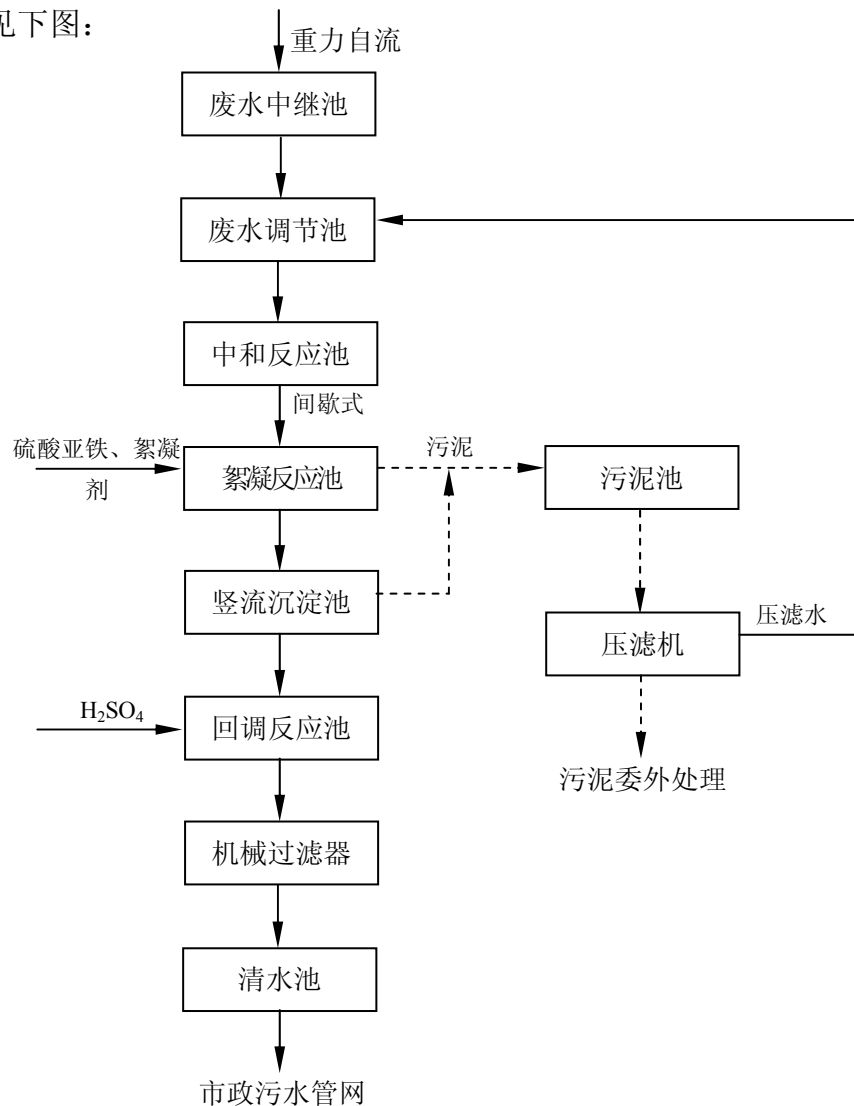 见下图：
重力自流
废水中继池
废水调节池
中和反应池
间歇式
硫酸亚铁、絮凝
剂
絮凝反应池
污泥
污泥池
竖流沉淀池
压滤机
压滤水
H₂SO₄
回调反应池
污泥委外处理
机械过滤器
清水池
市政污水管网